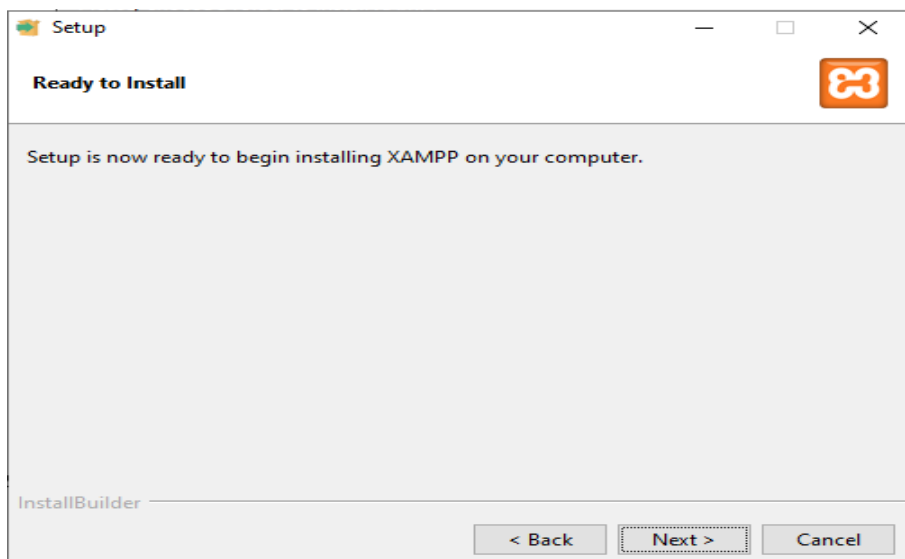 Setup
Ready to Install
Setup is now ready to begin installing XAMPP on your computer.
InstallBuilder
< Back Next > Cancel